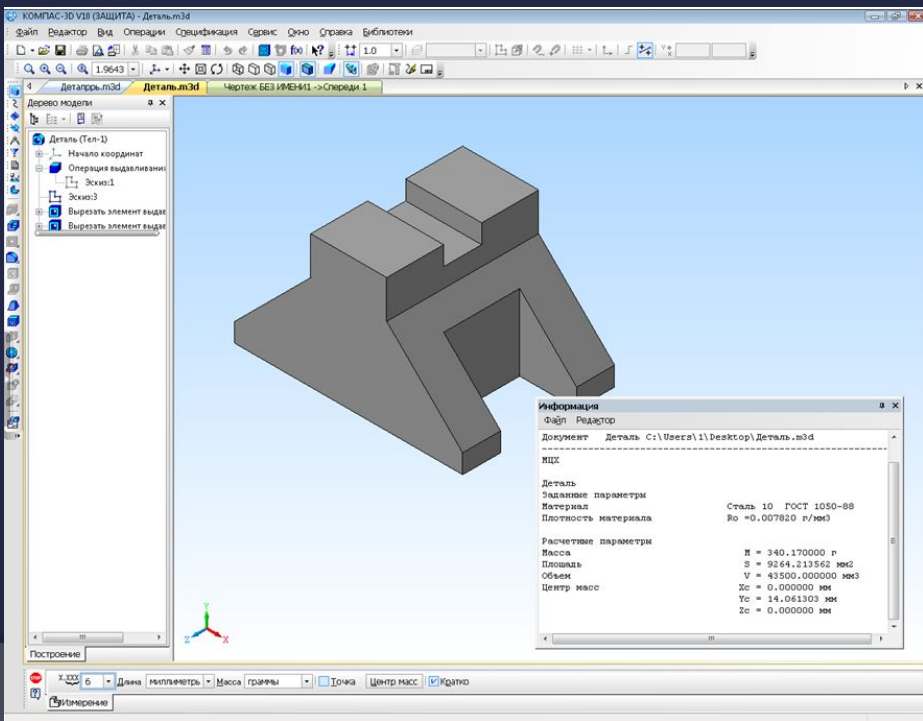 КОМПАС-3D V10 (ЗАЩИТА) - Деталь.m3d
Файл Редактор Вид Операции Спецификация Сервис Окно Справка Библиотеки
1.0
1.9643
Детапррь.m3d Деталь.m3d Чертеж БЕЗ ИМЕНИ1 ->Спереди 1
Дерево модели
Деталь (Тел-1)
Начало координат
Операция выдавливания
Эскиз:1
Эскиз:3
Вырезать элемент выдав
Вырезать элемент выдав
Информация
Файл Редактор
Документ Деталь C:\Users\1\Desktop\Деталь.m3d
МЦХ
Деталь
Заданные параметры
Материал Сталь 10 ГОСТ 1050-88
Плотность материала Ro =0.007820 г/мм3
Расчетные параметры
Масса M = 340.170000 г
Площадь S = 9264.213562 мм2
Объем V = 43500.000000 мм3
Центр масс Xc = 0.000000 мм
Yc = 14.061303 мм
Zc = 0.000000 мм
Y
Z X
Построение
X.XXX 6 Длина миллиметрь Масса граммы Точка Центр масс Кратко
Измерение